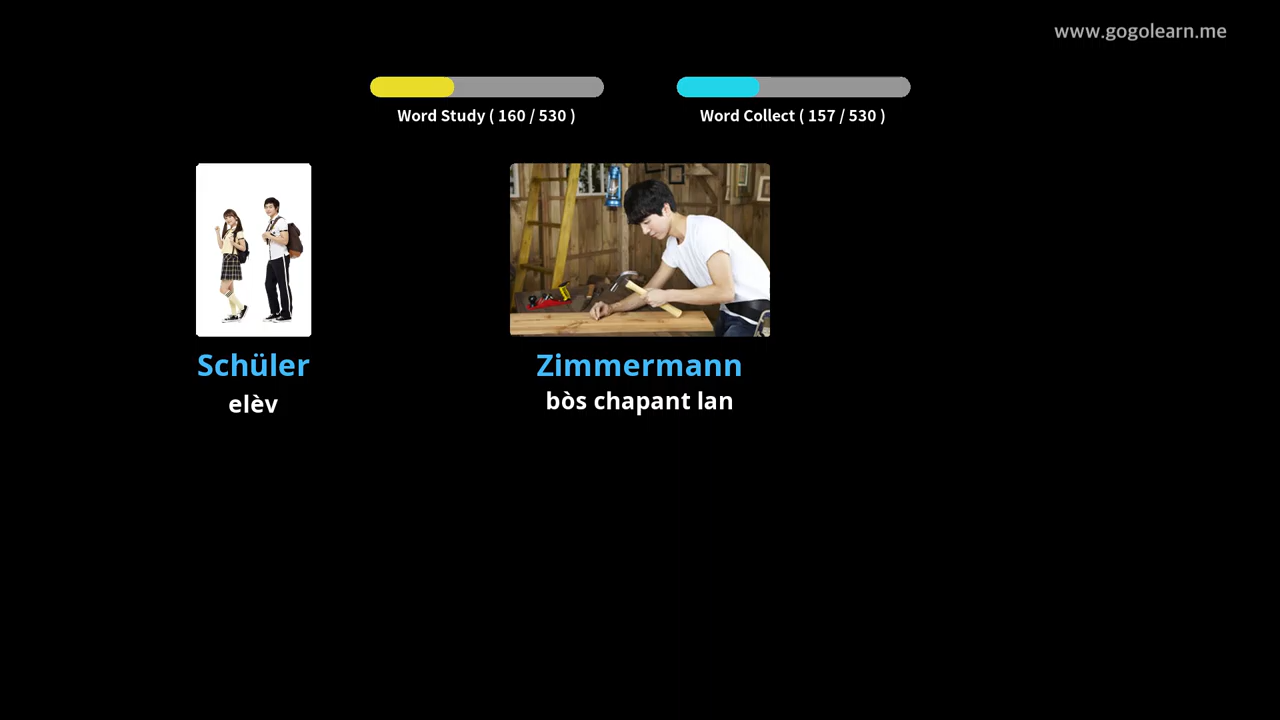 www.gogolearn.me
Word Study ( 160 / 530 )
Word Collect ( 157 / 530 )
Schüler
elèv
Zimmermann
bòs chapant lan